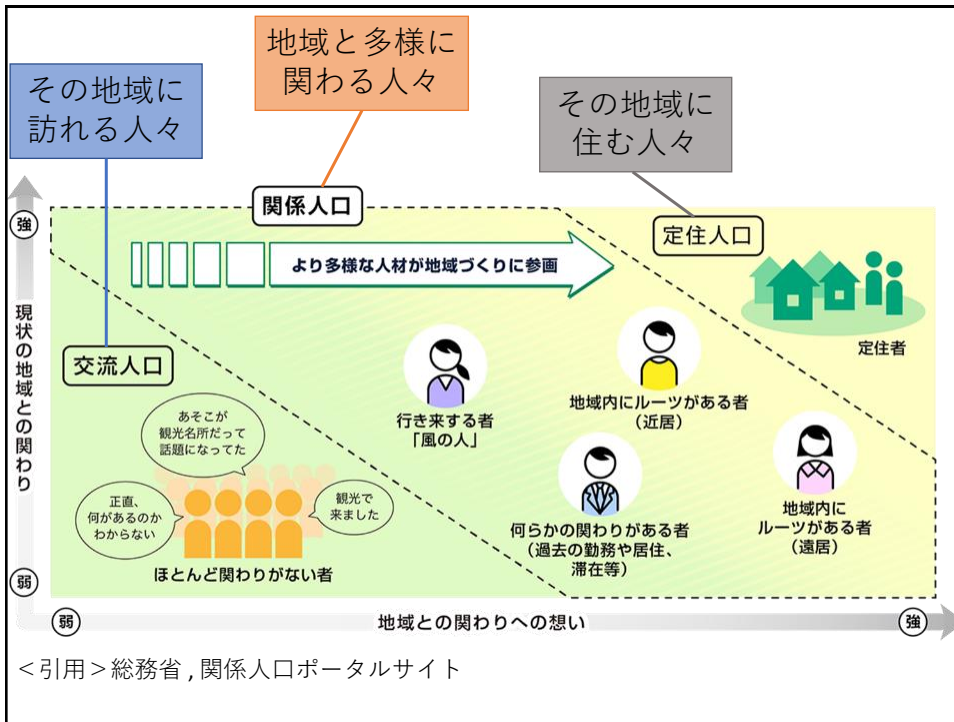 地域と多様に
関わる人々
その地域に
訪れる人々
その地域に
住む人々
関係人口
強
定住人口
より多様な人材が地域づくりに参画
現状の地域との関わり
定住者
交流人口
行き来する者
「風の人」
地域内にルーツがある者
(近居)
あそこが
観光名所だって
話題になってた
正直、
何があるのか
わからない
観光で
来ました
ほとんど関わりがない者
何らかの関わりがある者
(過去の勤務や居住、
滞在等)
地域内に
ルーツがある者
(遠居)
弱
弱
地域との関わりへの想い
強
＜引用＞総務省 , 関係人口ポータルサイト